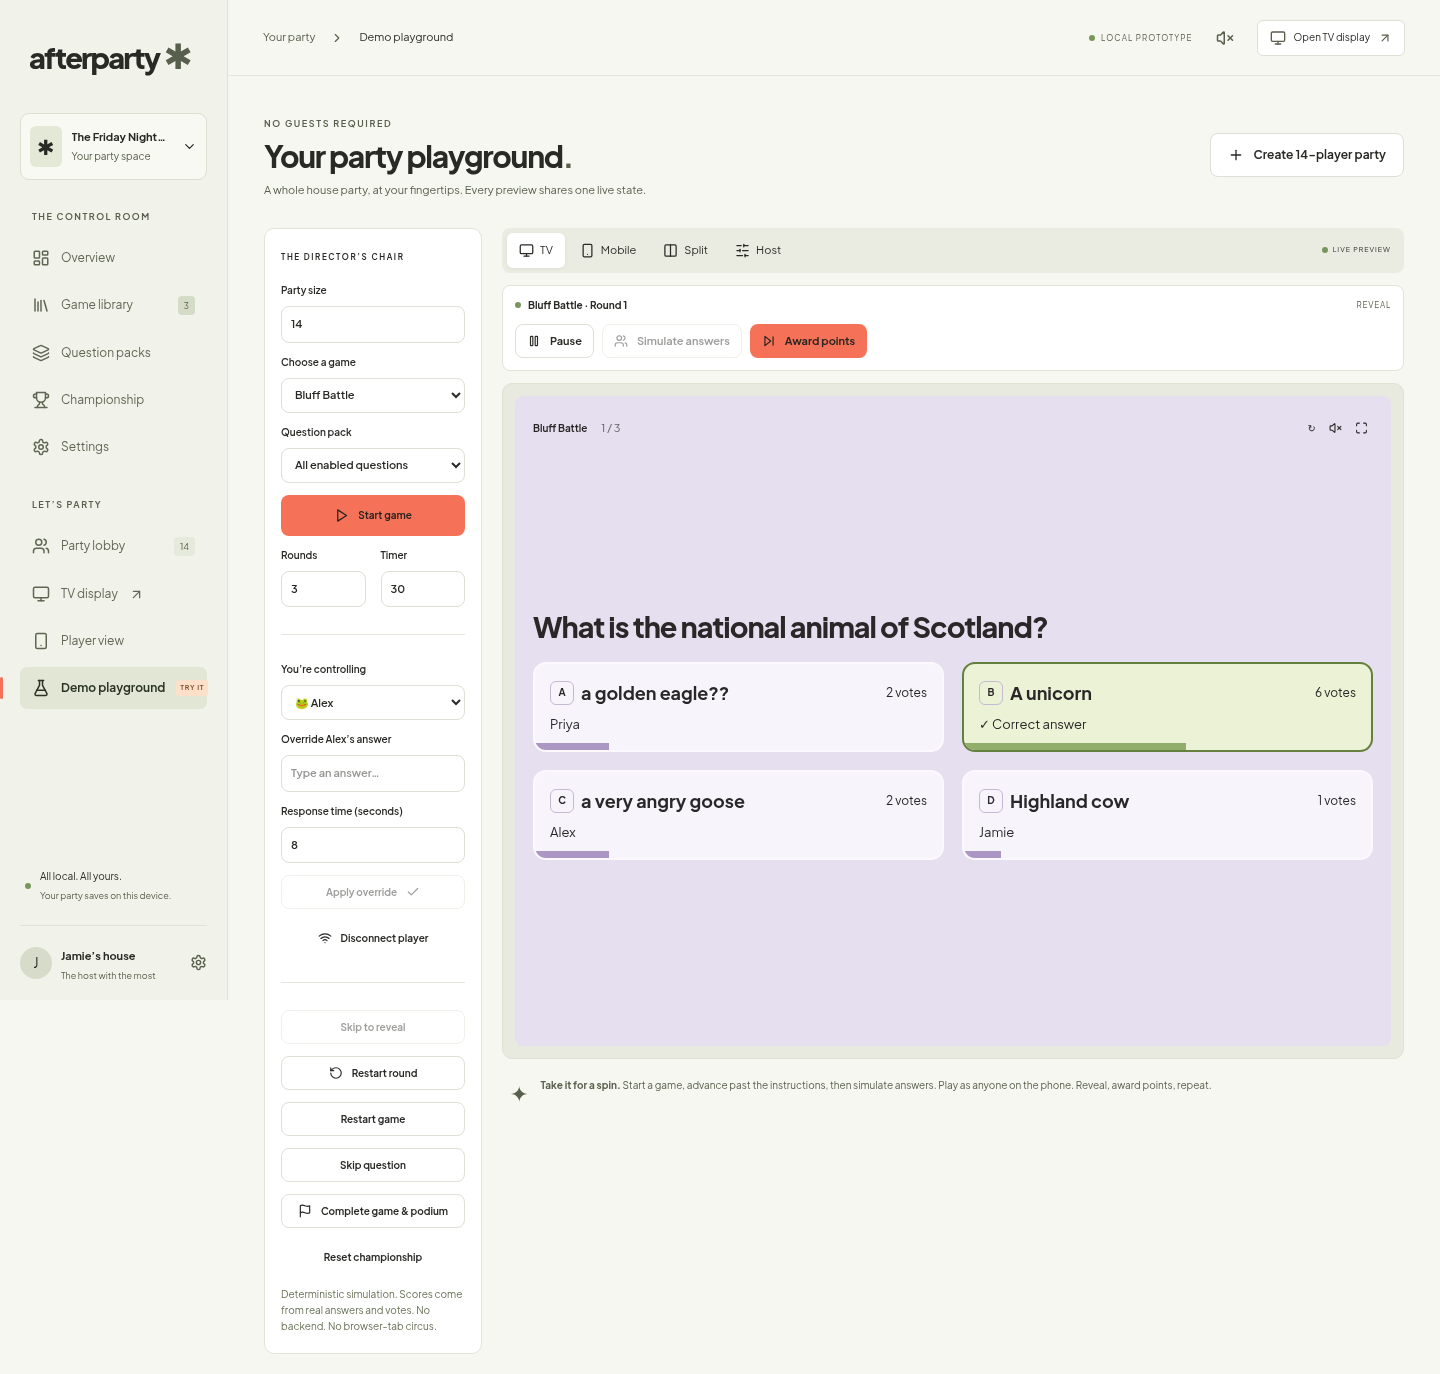 afterparty
The Friday Night...
Your party space
THE CONTROL ROOM
Overview
Game library 3
Question packs
Championship
Settings
LET'S PARTY
Party lobby 14
TV display
Player view
Demo playground TRY IT
All local. All yours.
Your party saves on this device.
J
Jamie's house
The host with the most
Your party
Demo playground
LOCAL PROTOTYPE
Open TV display
NO GUESTS REQUIRED
Your party playground.
A whole house party, at your fingertips. Every preview shares one live state.
Create 14-player party
THE DIRECTOR'S CHAIR
Party size
14
Choose a game
Bluff Battle
Question pack
All enabled questions
Start game
Rounds Timer
3 30
You're controlling
🐸 Alex
Override Alex's answer
Type an answer...
Response time (seconds)
8
Apply override
Disconnect player
Skip to reveal
Restart round
Restart game
Skip question
Complete game & podium
Reset championship
Deterministic simulation. Scores come
from real answers and votes. No
backend. No browser-tab circus.
TV Mobile Split Host
LIVE PREVIEW
Bluff Battle · Round 1
REVEAL
Pause Simulate answers Award points
Bluff Battle 1 / 3
What is the national animal of Scotland?
A a golden eagle?? 2 votes
Priya
B A unicorn 6 votes
✓ Correct answer
C a very angry goose 2 votes
Alex
D Highland cow 1 votes
Jamie
Take it for a spin. Start a game, advance past the instructions, then simulate answers. Play as anyone on the phone. Reveal, award points, repeat.